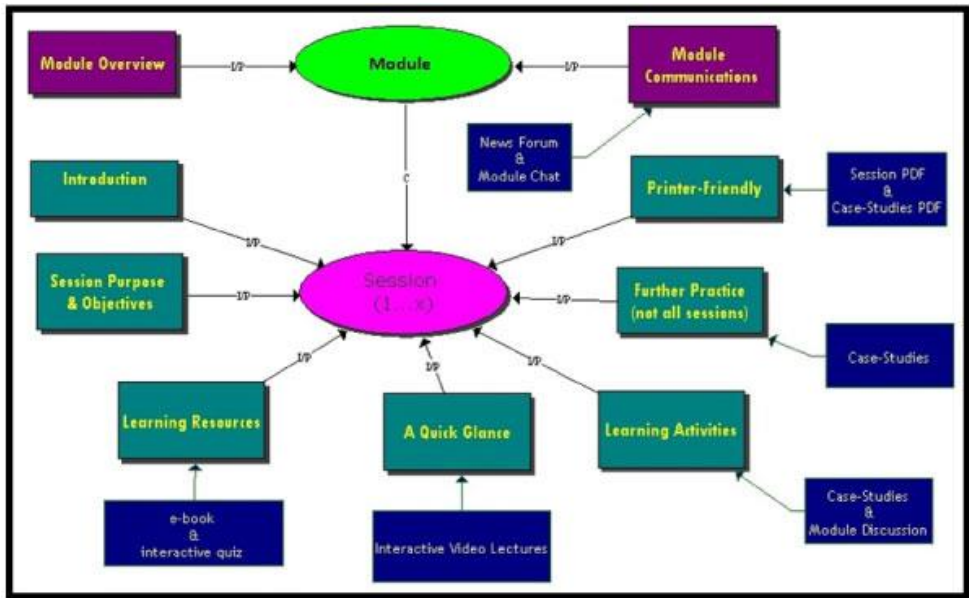 Module Overview
I/P
Module
I/P
Module
Communications
News Forum
&
Module Chat
C
Introduction
I/P
Printer-Friendly
Session PDF
&
Case-Studies PDF
I/P
Session Purpose
& Objectives
I/P
Session
(1...x)
I/P
Further Practice
(not all sessions)
Case-Studies
I/P
I/P
I/P
Learning Resources
A Quick Glance
Learning Activities
e-book
&
interactive quiz
Interactive Video Lectures
Case-Studies
&
Module Discussion